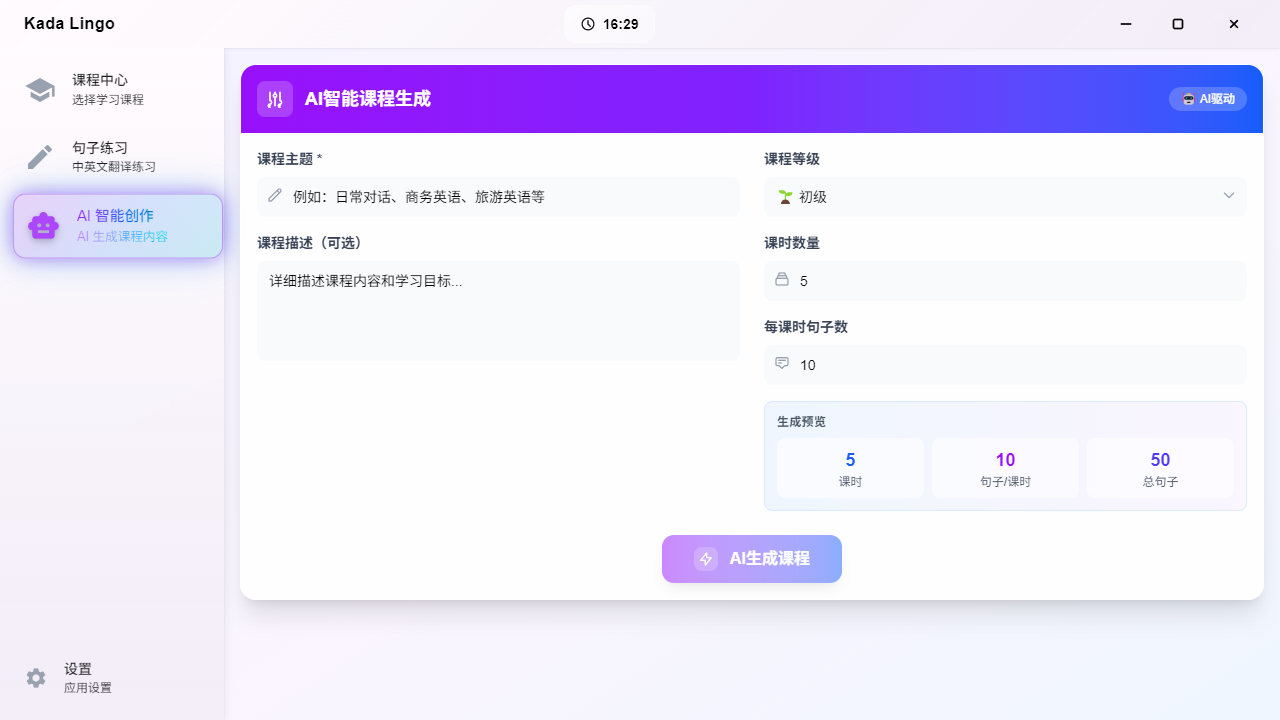 Kada Lingo
16:29
课程中心
选择学习课程
句子练习
中英文翻译练习
AI 智能创作
AI 生成课程内容
设置
应用设置
AI智能课程生成
AI驱动
课程主题 *
例如：日常对话、商务英语、旅游英语等
课程描述（可选）
详细描述课程内容和学习目标...
课程等级
初级
课时数量
5
每课时句子数
10
生成预览
5
课时
10
句子/课时
50
总句子
AI生成课程